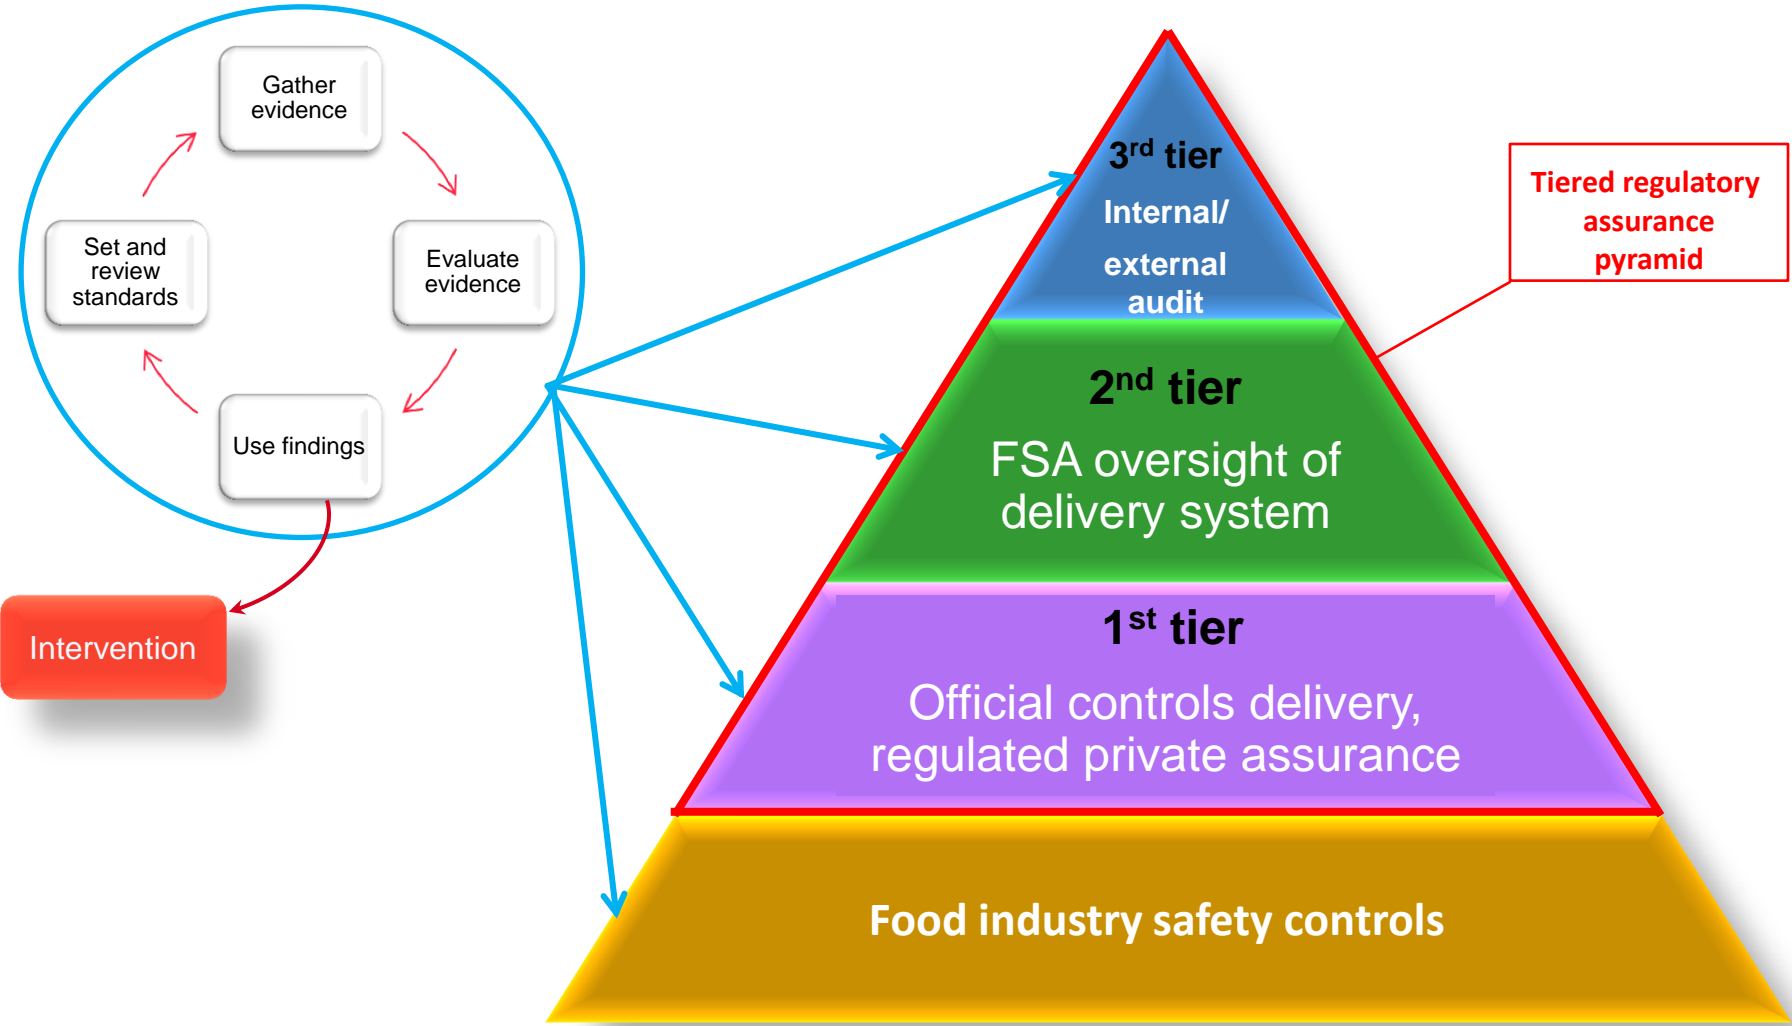 Gather
evidence
Set and
review
standards
Evaluate
evidence
Use findings
Intervention
3rd tier
Internal/
external
audit
2nd tier
FSA oversight of
delivery system
1st tier
Official controls delivery,
regulated private assurance
Food industry safety controls
Tiered regulatory
assurance
pyramid